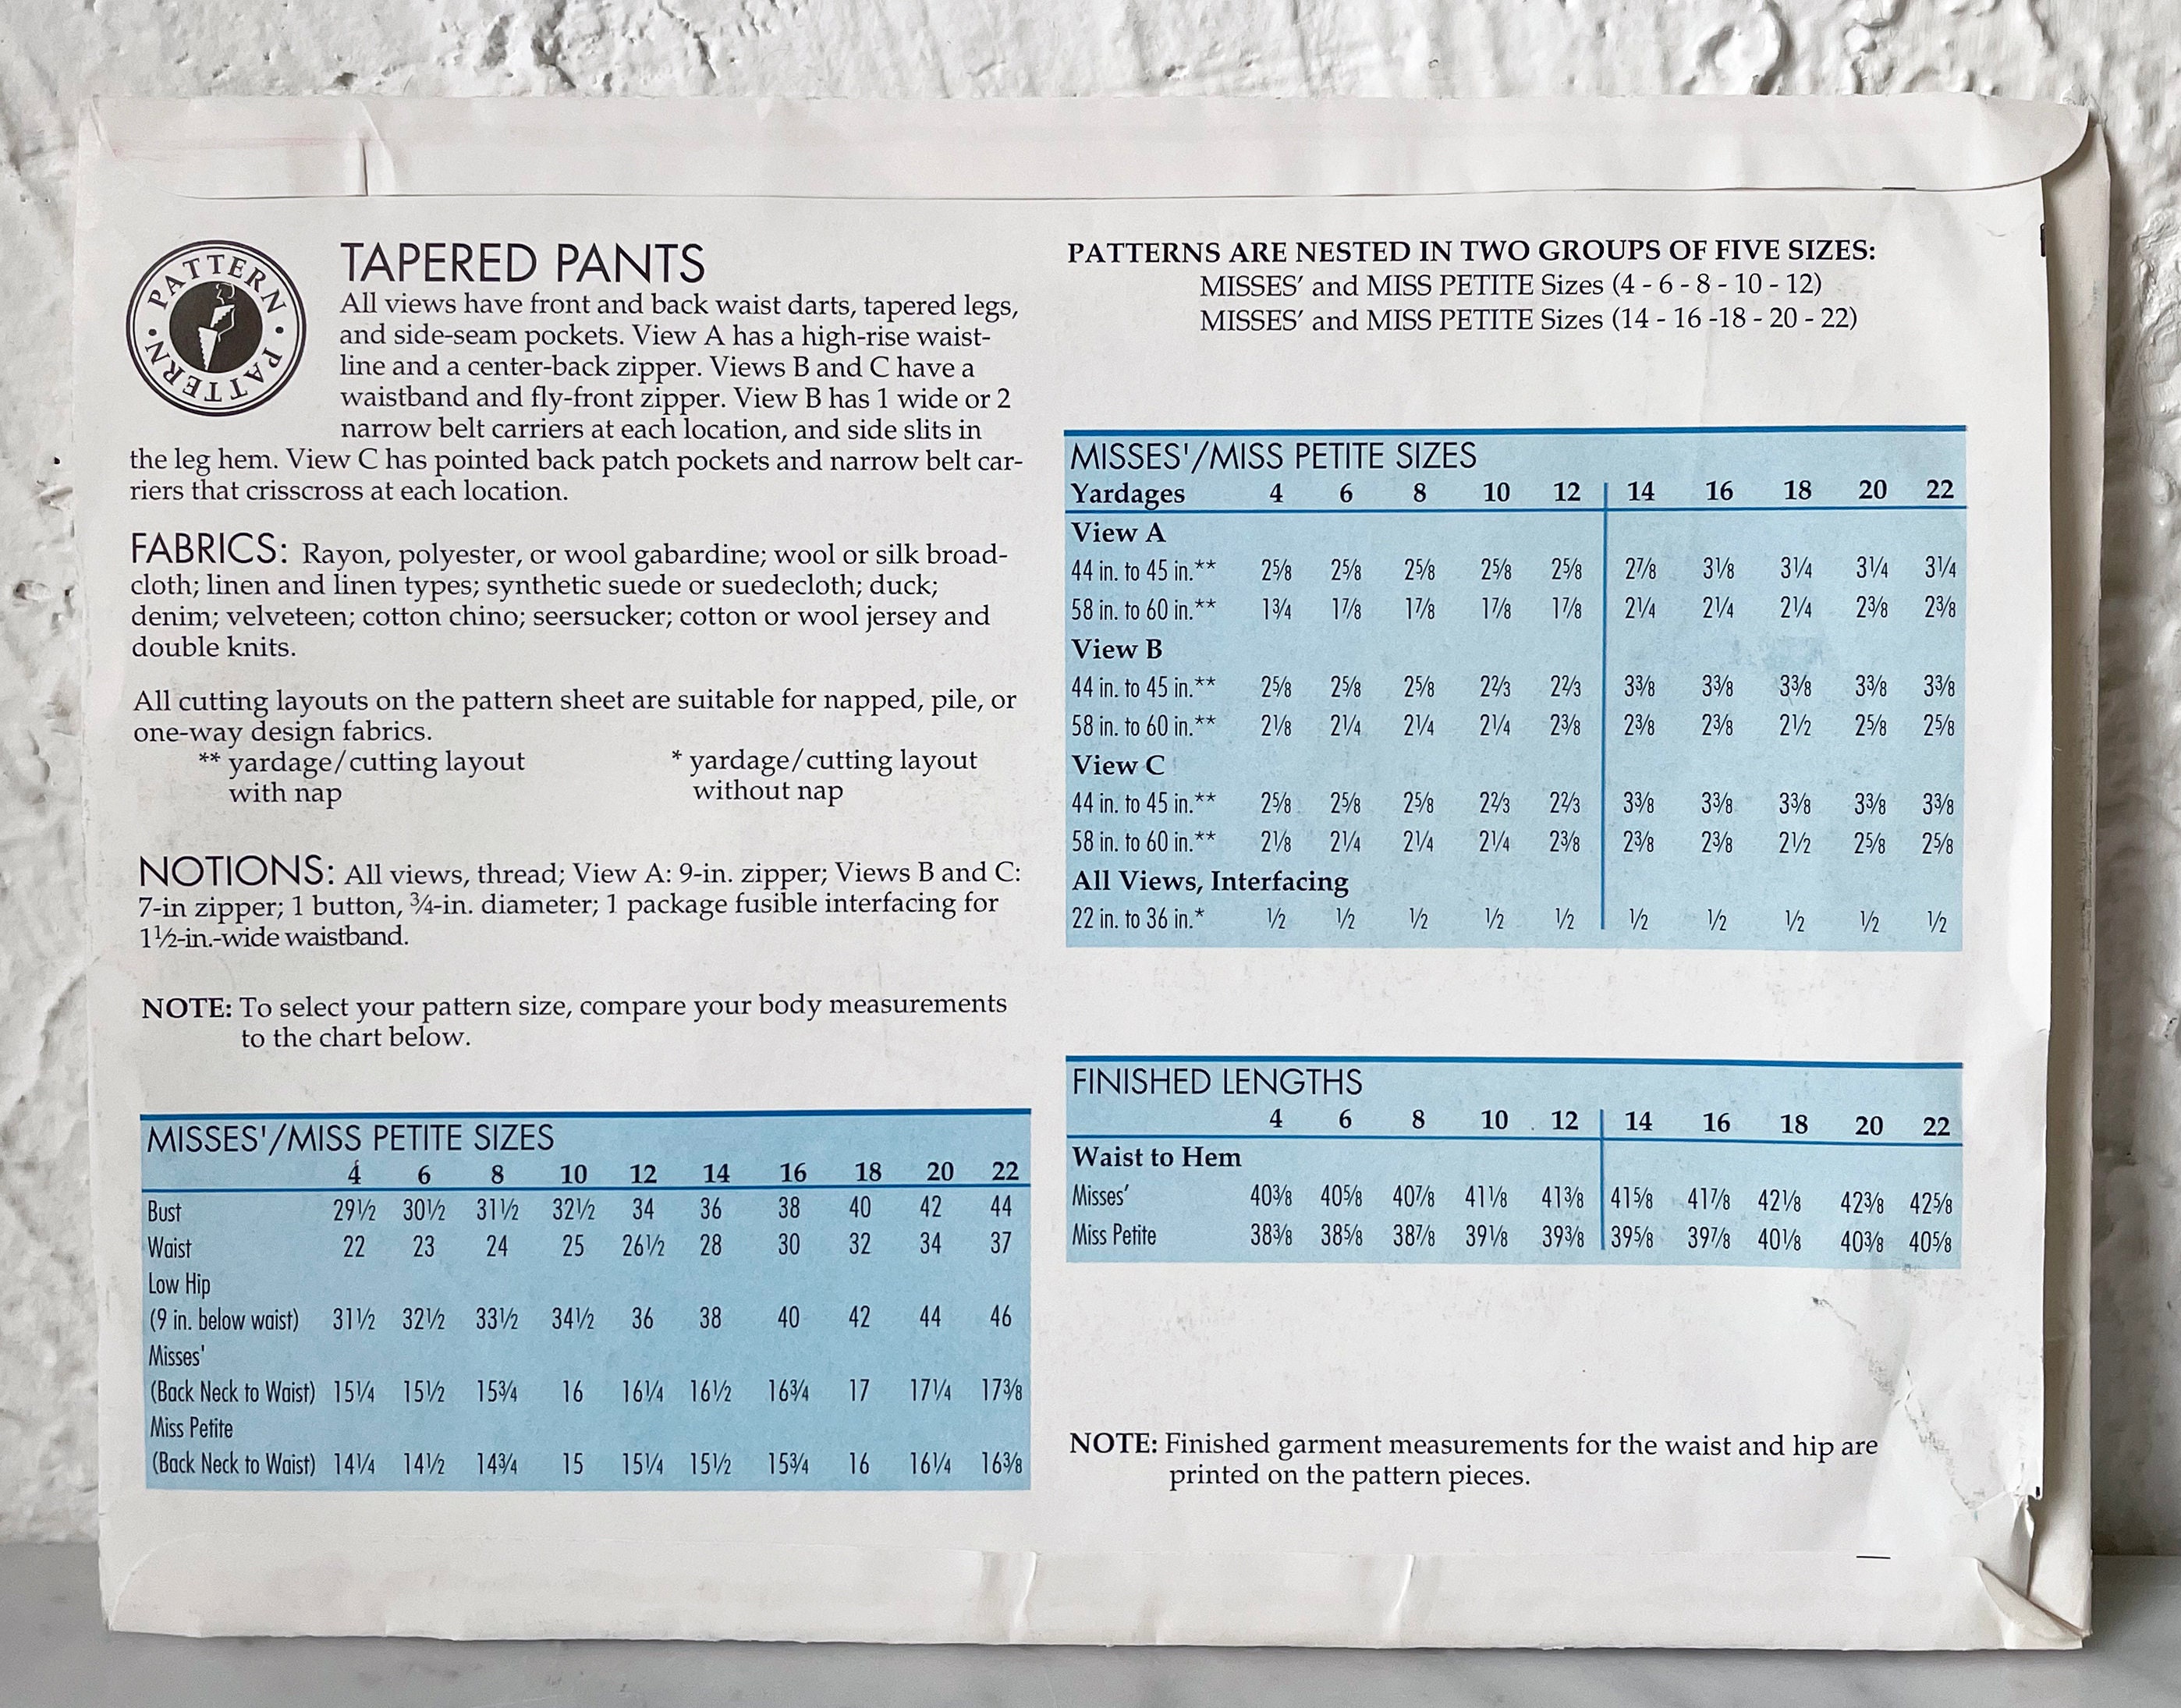 PATTERN • PATTERN •
TAPERED PANTS
All views have front and back waist darts, tapered legs,
and side-seam pockets. View A has a high-rise waist-
line and a center-back zipper. Views B and C have a
waistband and fly-front zipper. View B has 1 wide or 2
narrow belt carriers at each location, and side slits in
the leg hem. View C has pointed back patch pockets and narrow belt car-
riers that crisscross at each location.
FABRICS: Rayon, polyester, or wool gabardine; wool or silk broad-
cloth; linen and linen types; synthetic suede or suedecloth; duck;
denim; velveteen; cotton chino; seersucker; cotton or wool jersey and
double knits.
All cutting layouts on the pattern sheet are suitable for napped, pile, or
one-way design fabrics.
** yardage/cutting layout
with nap
* yardage/cutting layout
without nap
NOTIONS: All views, thread; View A: 9-in. zipper; Views B and C:
7-in zipper; 1 button, ¾-in. diameter; 1 package fusible interfacing for
1½-in.-wide waistband.
NOTE: To select your pattern size, compare your body measurements
to the chart below.
MISSES'/MISS PETITE SIZES
4 6 8 10 12 14 16 18 20 22
Bust 29½ 30½ 31½ 32½ 34 36 38 40 42 44
Waist 22 23 24 25 26½ 28 30 32 34 37
Low Hip
(9 in. below waist) 31½ 32½ 33½ 34½ 36 38 40 42 44 46
Misses'
(Back Neck to Waist) 15¼ 15½ 15¾ 16 16¼ 16½ 16¾ 17 17¼ 17⅜
Miss Petite
(Back Neck to Waist) 14¼ 14½ 14¾ 15 15¼ 15½ 15¾ 16 16¼ 16⅜
PATTERNS ARE NESTED IN TWO GROUPS OF FIVE SIZES:
MISSES' and MISS PETITE Sizes (4 - 6 - 8 - 10 - 12)
MISSES' and MISS PETITE Sizes (14 - 16 -18 - 20 - 22)
MISSES'/MISS PETITE SIZES
Yardages 4 6 8 10 12 14 16 18 20 22
View A
44 in. to 45 in.** 2⅝ 2⅝ 2⅝ 2⅝ 2⅝ 2⅞ 3⅛ 3¼ 3¼ 3¼
58 in. to 60 in.** 1¾ 1⅞ 1⅞ 1⅞ 1⅞ 2¼ 2¼ 2¼ 2⅜ 2⅜
View B
44 in. to 45 in.** 2⅝ 2⅝ 2⅝ 2⅔ 2⅔ 3⅜ 3⅜ 3⅜ 3⅜ 3⅜
58 in. to 60 in.** 2⅛ 2¼ 2¼ 2¼ 2⅜ 2⅜ 2⅜ 2½ 2⅝ 2⅝
View C
44 in. to 45 in.** 2⅝ 2⅝ 2⅝ 2⅔ 2⅔ 3⅜ 3⅜ 3⅜ 3⅜ 3⅜
58 in. to 60 in.** 2⅛ 2¼ 2¼ 2¼ 2⅜ 2⅜ 2⅜ 2½ 2⅝ 2⅝
All Views, Interfacing
22 in. to 36 in.* ½ ½ ½ ½ ½ ½ ½ ½ ½ ½
FINISHED LENGTHS
4 6 8 10 12 14 16 18 20 22
Waist to Hem
Misses' 40⅜ 40⅝ 40⅞ 41⅛ 41⅜ 41⅝ 41⅞ 42⅛ 42⅜ 42⅝
Miss Petite 38⅜ 38⅝ 38⅞ 39⅛ 39⅜ 39⅝ 39⅞ 40⅛ 40⅜ 40⅝
NOTE: Finished garment measurements for the waist and hip are
printed on the pattern pieces.